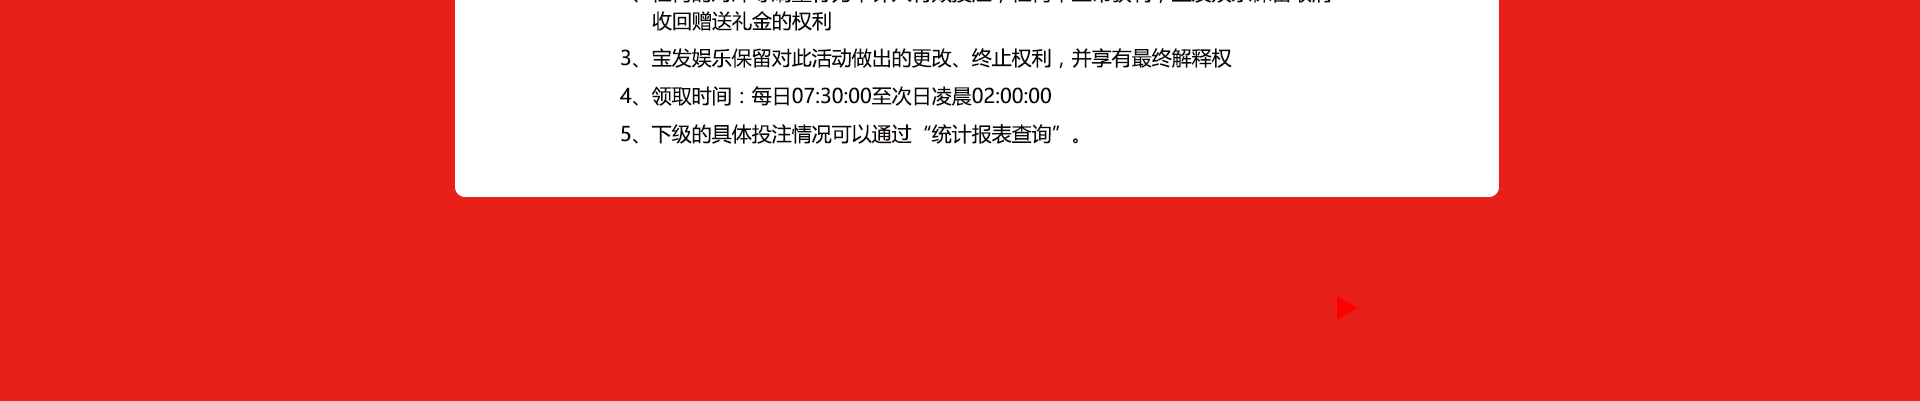 收回赠送礼金的权利
3、宝发娱乐保留对此活动做出的更改、终止权利，并享有最终解释权
4、领取时间：每日07:30:00至次日凌晨02:00:00
5、下级的具体投注情况可以通过“统计报表查询”。